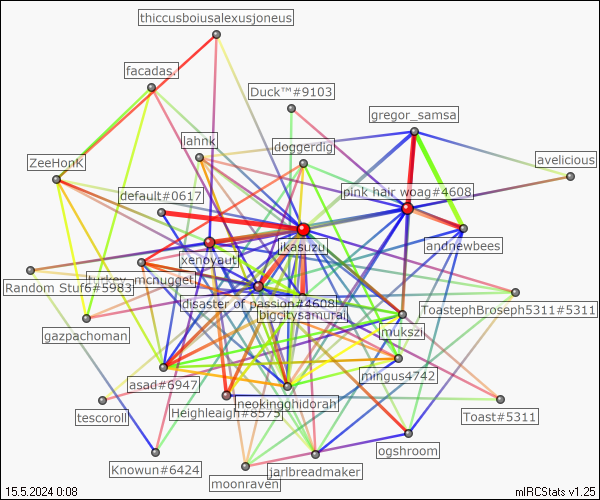 thiccusboiusalexusjoneus
facadas.
Duck™#9103
gregor_samsa
lahnk
doggerdig
ZeeHonK
avelicious
default#0617
pink hair woag#4608
ikasuzu
andnewbees
xenoyaut
turkey_mcnugget
Random Stuf6#5983
disaster of passion#4608
bigcitysamurai
ToastephBroseph5311#5311
gazpachoman
mukszi
mingus4742
asad#6947
neokingghidorah
tescoroll
Heighleaigh#8575
Toast#5311
ogshroom
Knowun#6424
jarlbreadmaker
moonraven
15.5.2024 0:08
mIRCStats v1.25